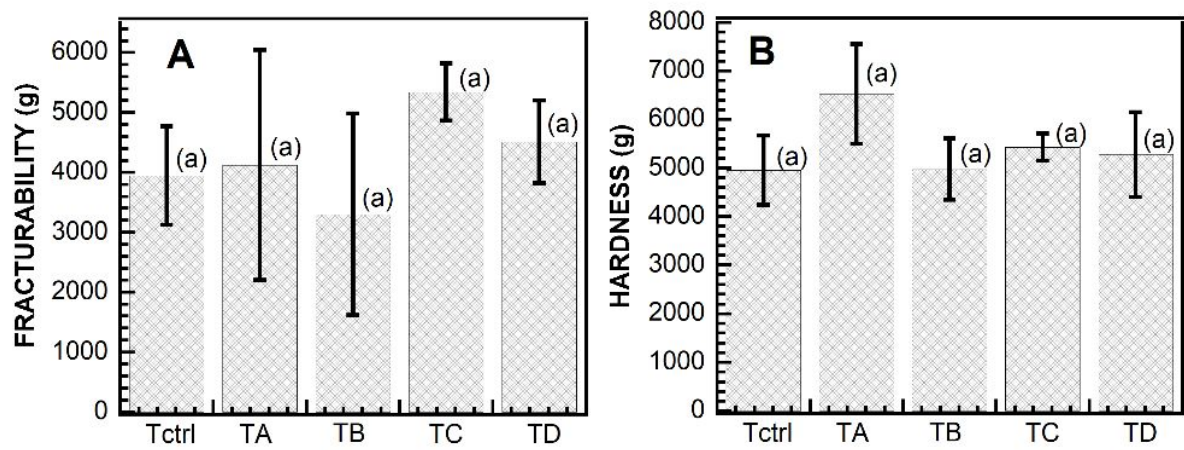 A
FRACTURABILITY (g)
6000
5000
4000
3000
2000
1000
0
(a)
(a)
(a)
(a)
(a)
Tctrl TA TB TC TD
B
HARDNESS (g)
8000
7000
6000
5000
4000
3000
2000
1000
0
(a)
(a)
(a)
(a)
(a)
Tctrl TA TB TC TD